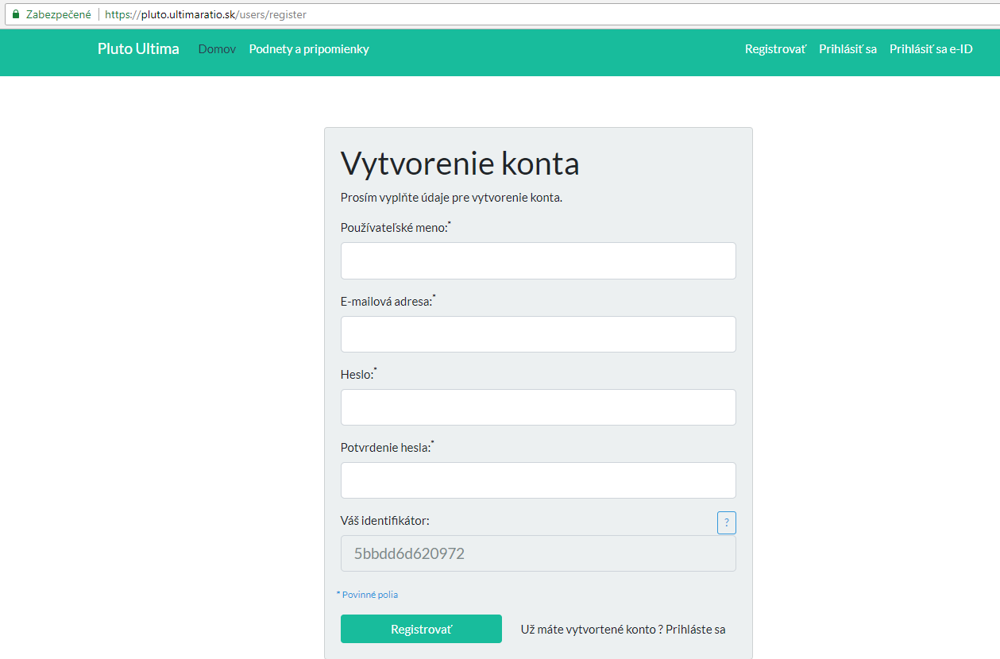 Zabezpečené https://pluto.ultimaratio.sk/users/register
Pluto Ultima Domov Podnety a pripomienky Registrovať Prihlásiť sa Prihlásiť sa e-ID
Vytvorenie konta
Prosím vyplňte údaje pre vytvorenie konta.
Používateľské meno:*
E-mailová adresa:*
Heslo:*
Potvrdenie hesla:*
Váš identifikátor: ?
5bbdd6d620972
* Povinné polia
Registrovať Už máte vytvortené konto ? Prihláste sa